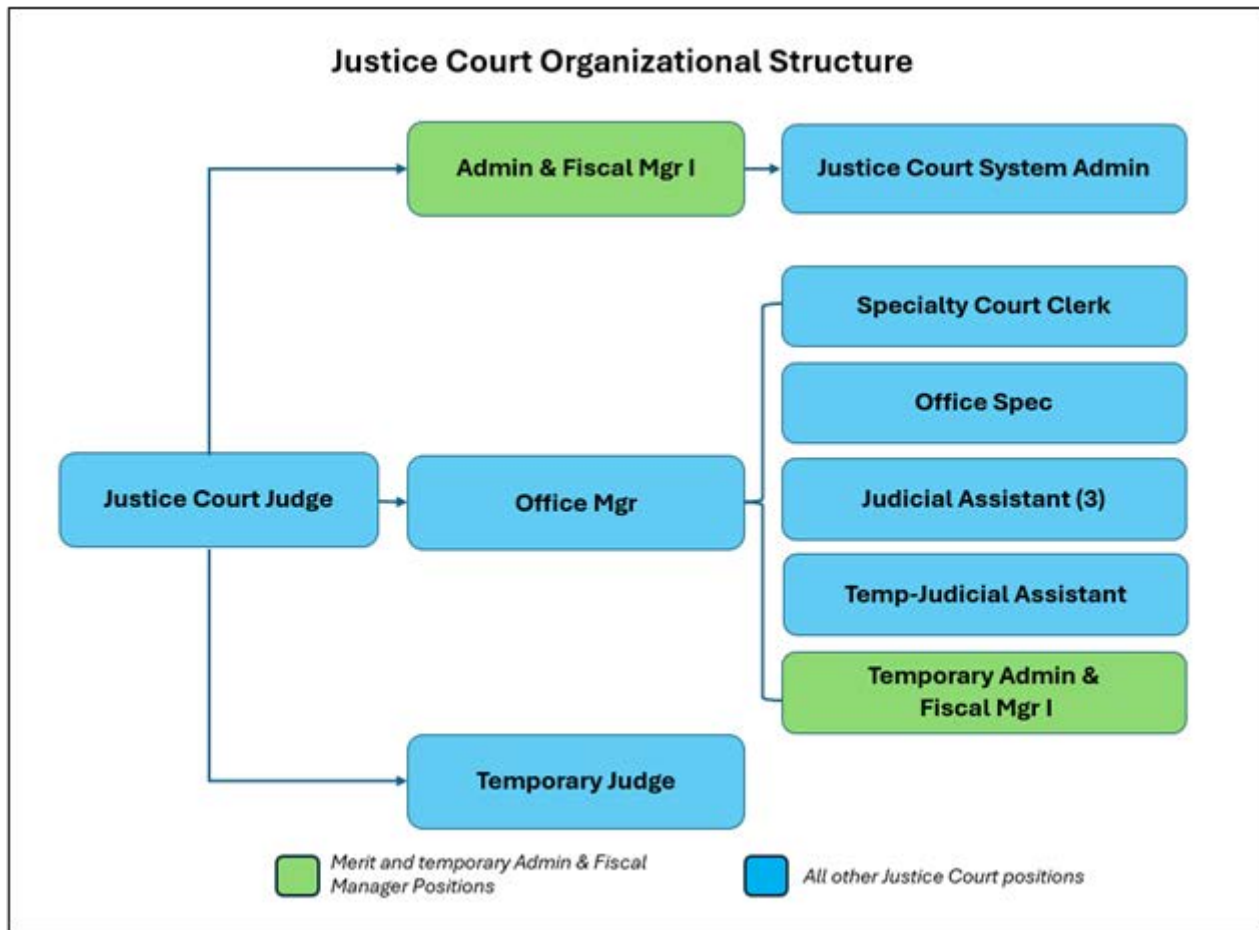 Justice Court Organizational Structure
Admin & Fiscal Mgr I
Justice Court System Admin
Specialty Court Clerk
Office Spec
Justice Court Judge
Office Mgr
Judicial Assistant (3)
Temp-Judicial Assistant
Temporary Admin &
Fiscal Mgr I
Temporary Judge
Merit and temporary Admin & Fiscal
Manager Positions
All other Justice Court positions